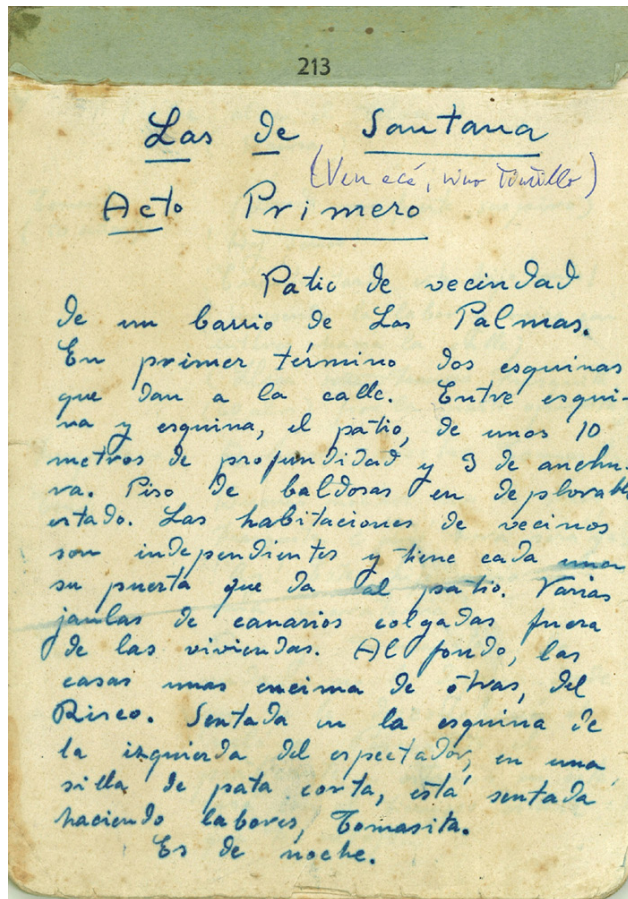 213
Las de Santana
(Ven acá, vino Tintillo)
Acto Primero
Patio de vecindad
de un barrio de Las Palmas.
En primer término dos esquinas
que dan a la calle. Entre esqui-
na y esquina, el patio, de unos 10
metros de profundidad y 3 de anchu-
ra. Piso de baldosas en deplorable
estado. Las habitaciones de vecinos
son independientes y tiene cada una
su puerta que da al patio. Varias
jaulas de canarios colgadas fuera
de las viviendas. Al fondo, las
casas unas encima de otras, del
Risco. Sentada en la esquina de
la izquierda del espectador, en una
silla de pata corta, está sentada
haciendo labores, Tomasita.
Es de noche.